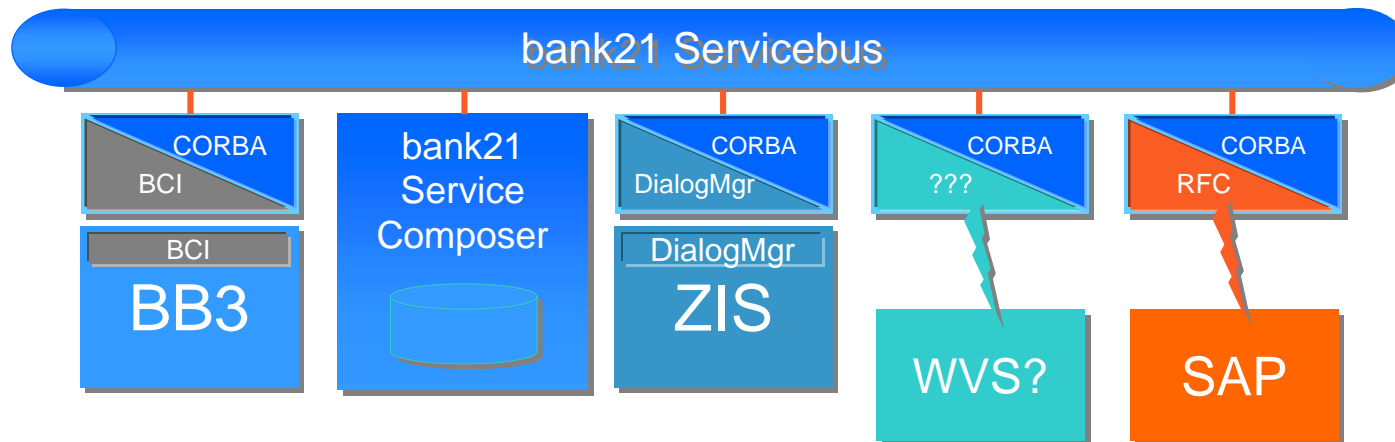 bank21 Servicebus
CORBA
BCI
BCI
BB3
bank21
Service
Composer
CORBA
DialogMgr
DialogMgr
ZIS
CORBA
???
WVS?
CORBA
RFC
SAP